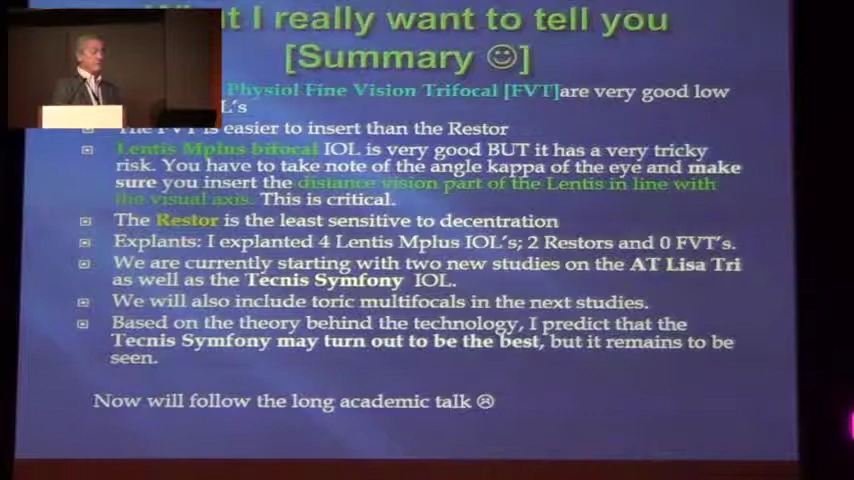 t I really want to tell you
[Summary ☺]
Physiol Fine Vision Trifocal [FVT]are very good low
L's
The FVT is easier to insert than the Restor
Lentis Mplus bifocal IOL is very good BUT it has a very tricky
risk. You have to take note of the angle kappa of the eye and make
sure you insert the distance vision part of the Lentis in line with
the visual axis. This is critical.
The Restor is the least sensitive to decentration
Explants: I explanted 4 Lentis Mplus IOL's; 2 Restors and 0 FVT's.
We are currently starting with two new studies on the AT Lisa Tri
as well as the Tecnis Symfony IOL.
We will also include toric multifocals in the next studies.
Based on the theory behind the technology, I predict that the
Tecnis Symfony may turn out to be the best, but it remains to be
seen.
Now will follow the long academic talk ☹